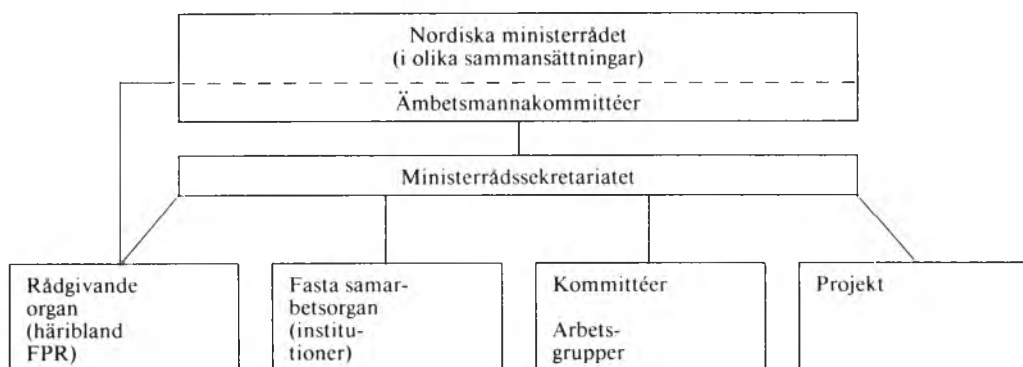 Nordiska ministerrådet
(i olika sammansättningar)
Ämbetsmannakommittéer
Ministerrådssekretariatet
Rådgivande
organ
(häribland
FPR)
Fasta samar-
betsorgan
(institu-
tioner)
Kommittéer
Arbets-
grupper
Projekt